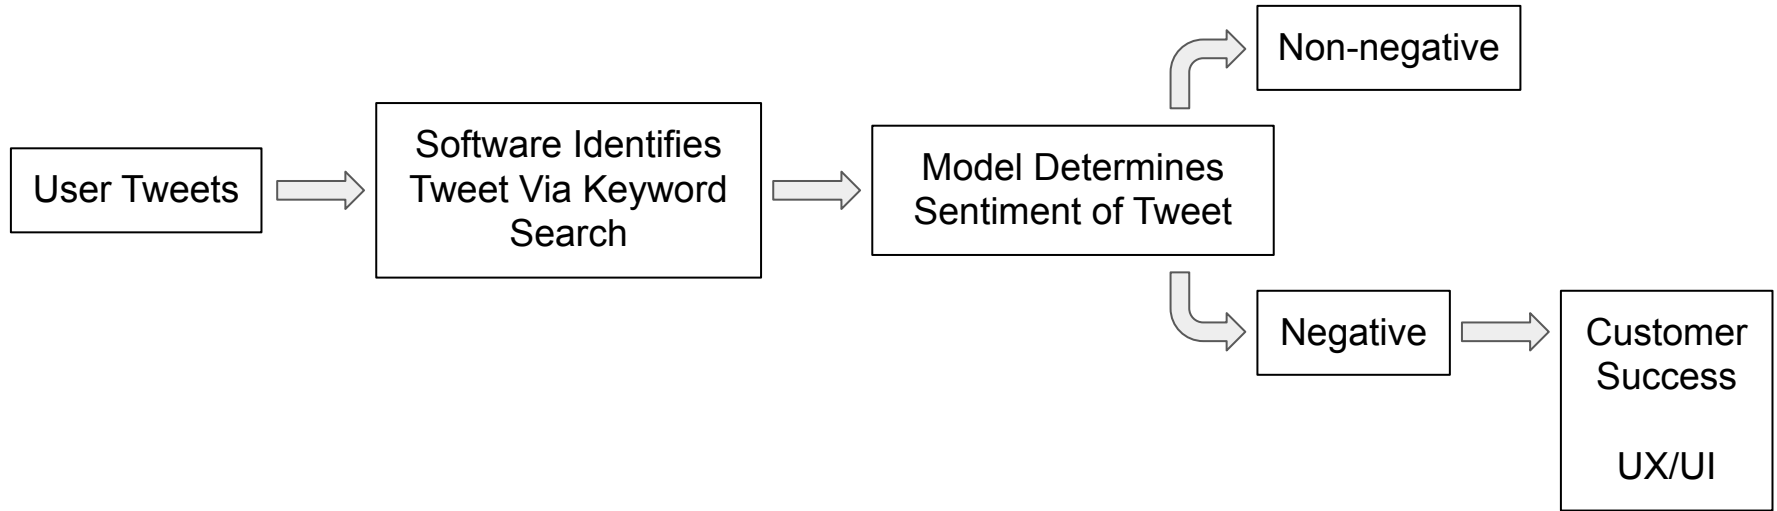 User Tweets
Software Identifies
Tweet Via Keyword
Search
Model Determines
Sentiment of Tweet
Non-negative
Negative
Customer
Success
UX/UI